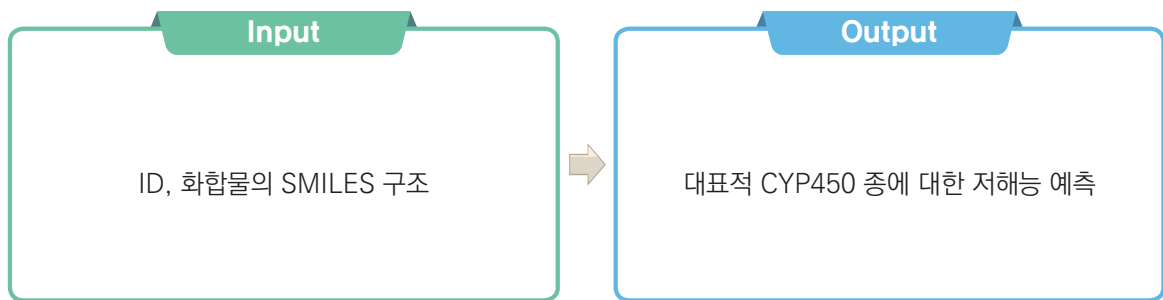 Input
ID, 화합물의 SMILES 구조
Output
대표적 CYP450 종에 대한 저해능 예측